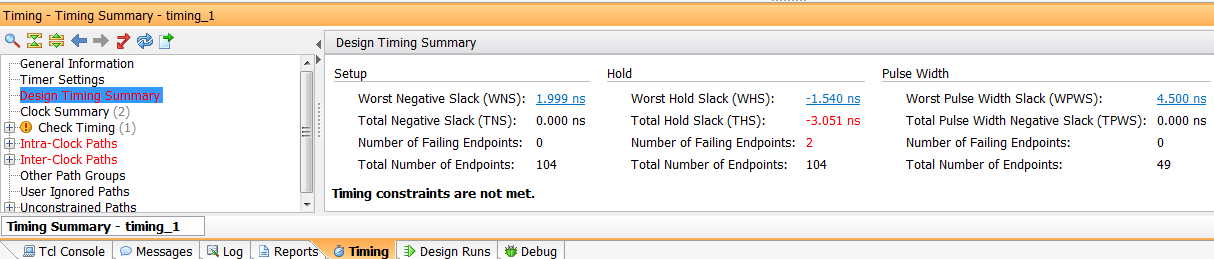 Timing - Timing Summary - timing_1
General Information
Timer Settings
Design Timing Summary
Clock Summary (2)
Check Timing (1)
Intra-Clock Paths
Inter-Clock Paths
Other Path Groups
User Ignored Paths
Unconstrained Paths
Design Timing Summary
Setup Hold Pulse Width
Worst Negative Slack (WNS): 1.999 ns Worst Hold Slack (WHS): -1.540 ns Worst Pulse Width Slack (WPWS): 4.500 ns
Total Negative Slack (TNS): 0.000 ns Total Hold Slack (THS): -3.051 ns Total Pulse Width Negative Slack (TPWS): 0.000 ns
Number of Failing Endpoints: 0 Number of Failing Endpoints: 2 Number of Failing Endpoints: 0
Total Number of Endpoints: 104 Total Number of Endpoints: 104 Total Number of Endpoints: 49
Timing constraints are not met.
Timing Summary - timing_1
Tcl Console Messages Log Reports Timing Design Runs Debug